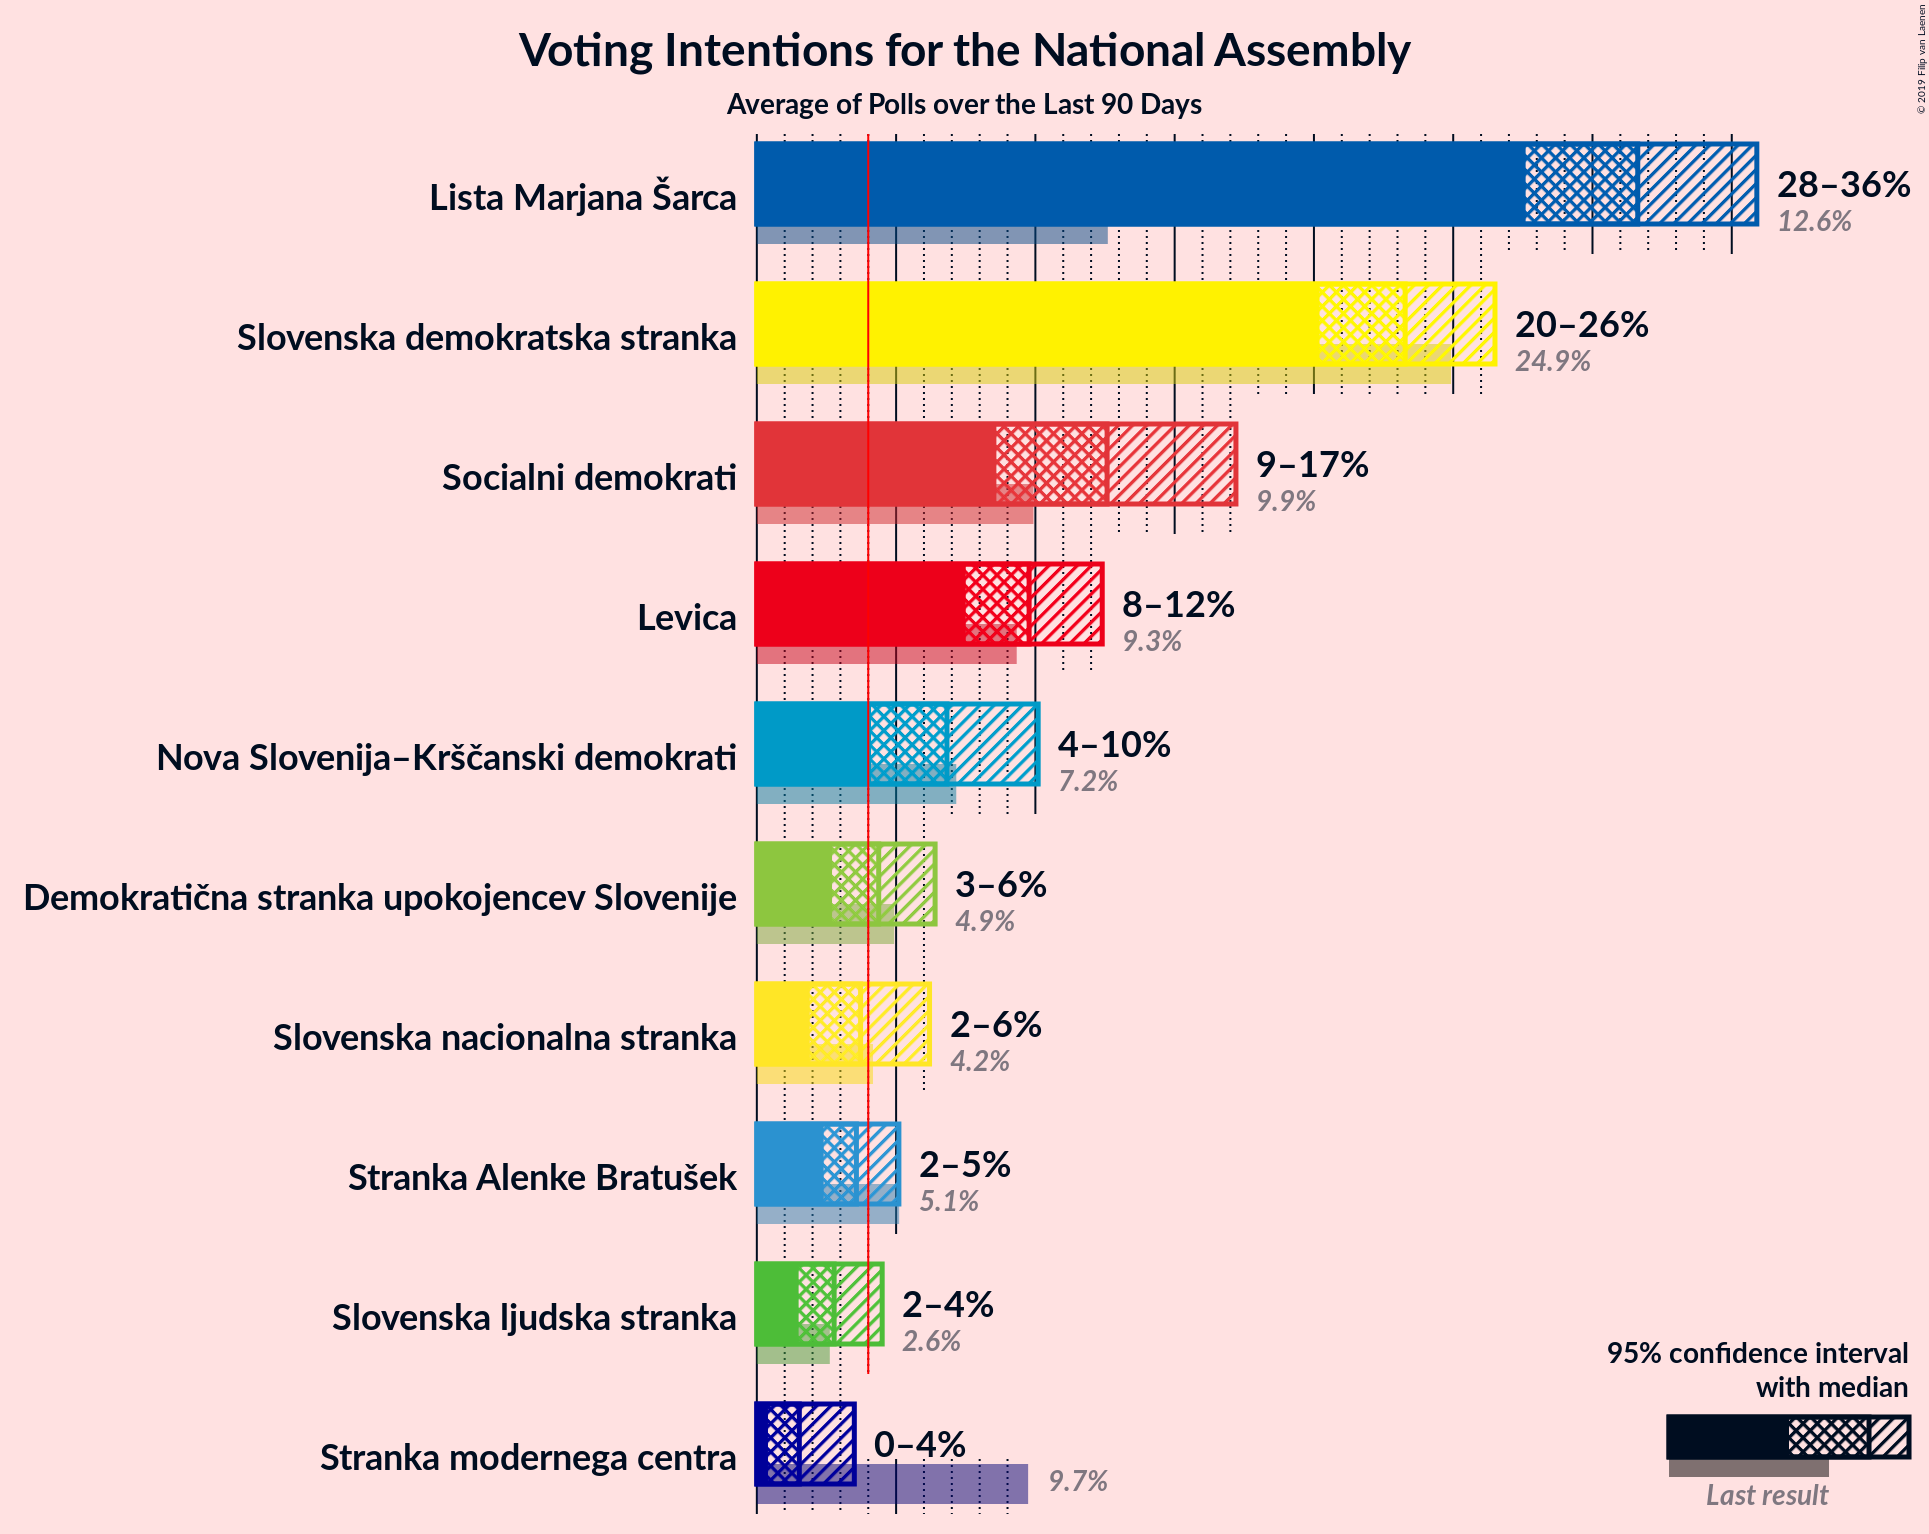 Voting Intentions for the National Assembly
Average of Polls over the Last 90 Days
© 2019 Filip van Laenen
Lista Marjana Šarca
28–36%
12.6%
Slovenska demokratska stranka
20–26%
24.9%
Socialni demokrati
9–17%
9.9%
Levica
8–12%
9.3%
Nova Slovenija–Krščanski demokrati
4–10%
7.2%
Demokratična stranka upokojencev Slovenije
3–6%
4.9%
Slovenska nacionalna stranka
2–6%
4.2%
Stranka Alenke Bratušek
2–5%
5.1%
Slovenska ljudska stranka
2–4%
2.6%
Stranka modernega centra
0–4%
9.7%
95% confidence interval
with median
Last result